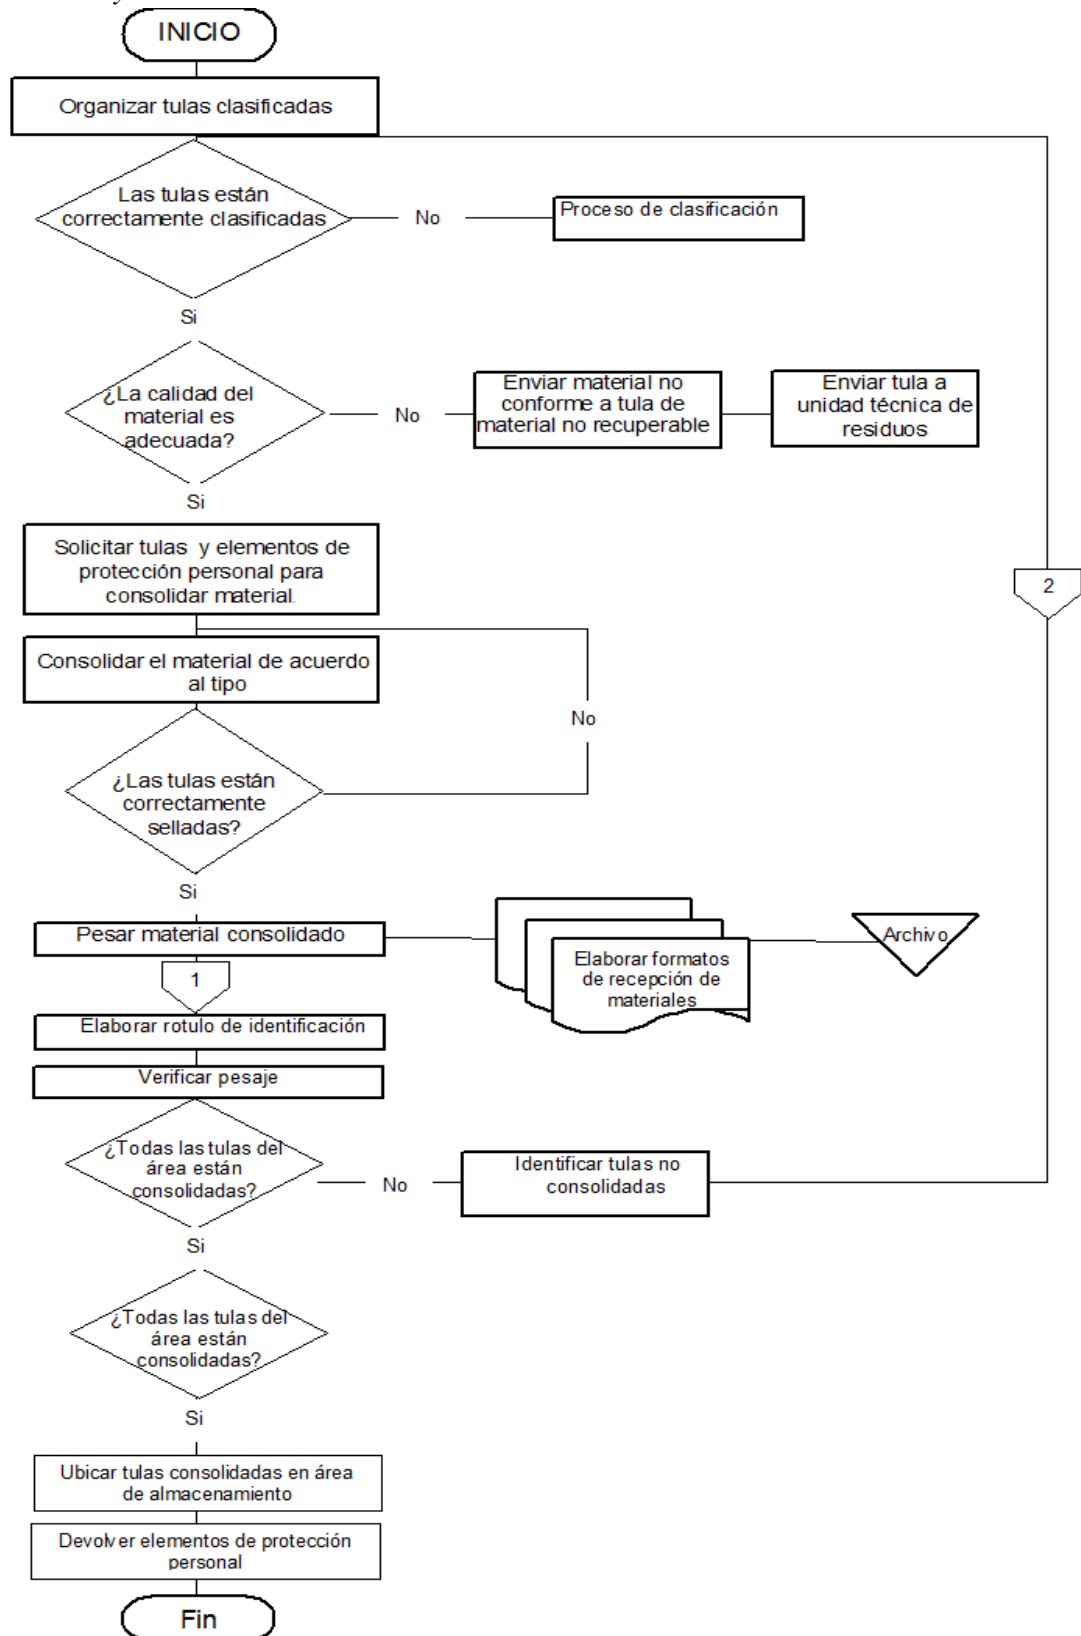 y
INICIO
Organizar tulas clasificadas
Las tulas están
correctamente clasificadas
No
Proceso de clasificación
Si
¿La calidad del
material es
adecuada?
No
Enviar material no
conforme a tula de
material no recuperable
Enviar tula a
unidad técnica de
residuos
Si
Solicitar tulas y elementos de
protección personal para
consolidar material.
2
Consolidar el material de acuerdo
al tipo
No
¿Las tulas están
correctamente
selladas?
Si
Pesar material consolidado
Elaborar formatos
de recepción de
materiales
Archivo
1
Elaborar rotulo de identificación
Verificar pesaje
¿Todas las tulas del
área están
consolidadas?
No
Identificar tulas no
consolidadas
Si
¿Todas las tulas del
área están
consolidadas?
Si
Ubicar tulas consolidadas en área
de almacenamiento
Devolver elementos de protección
personal
Fin